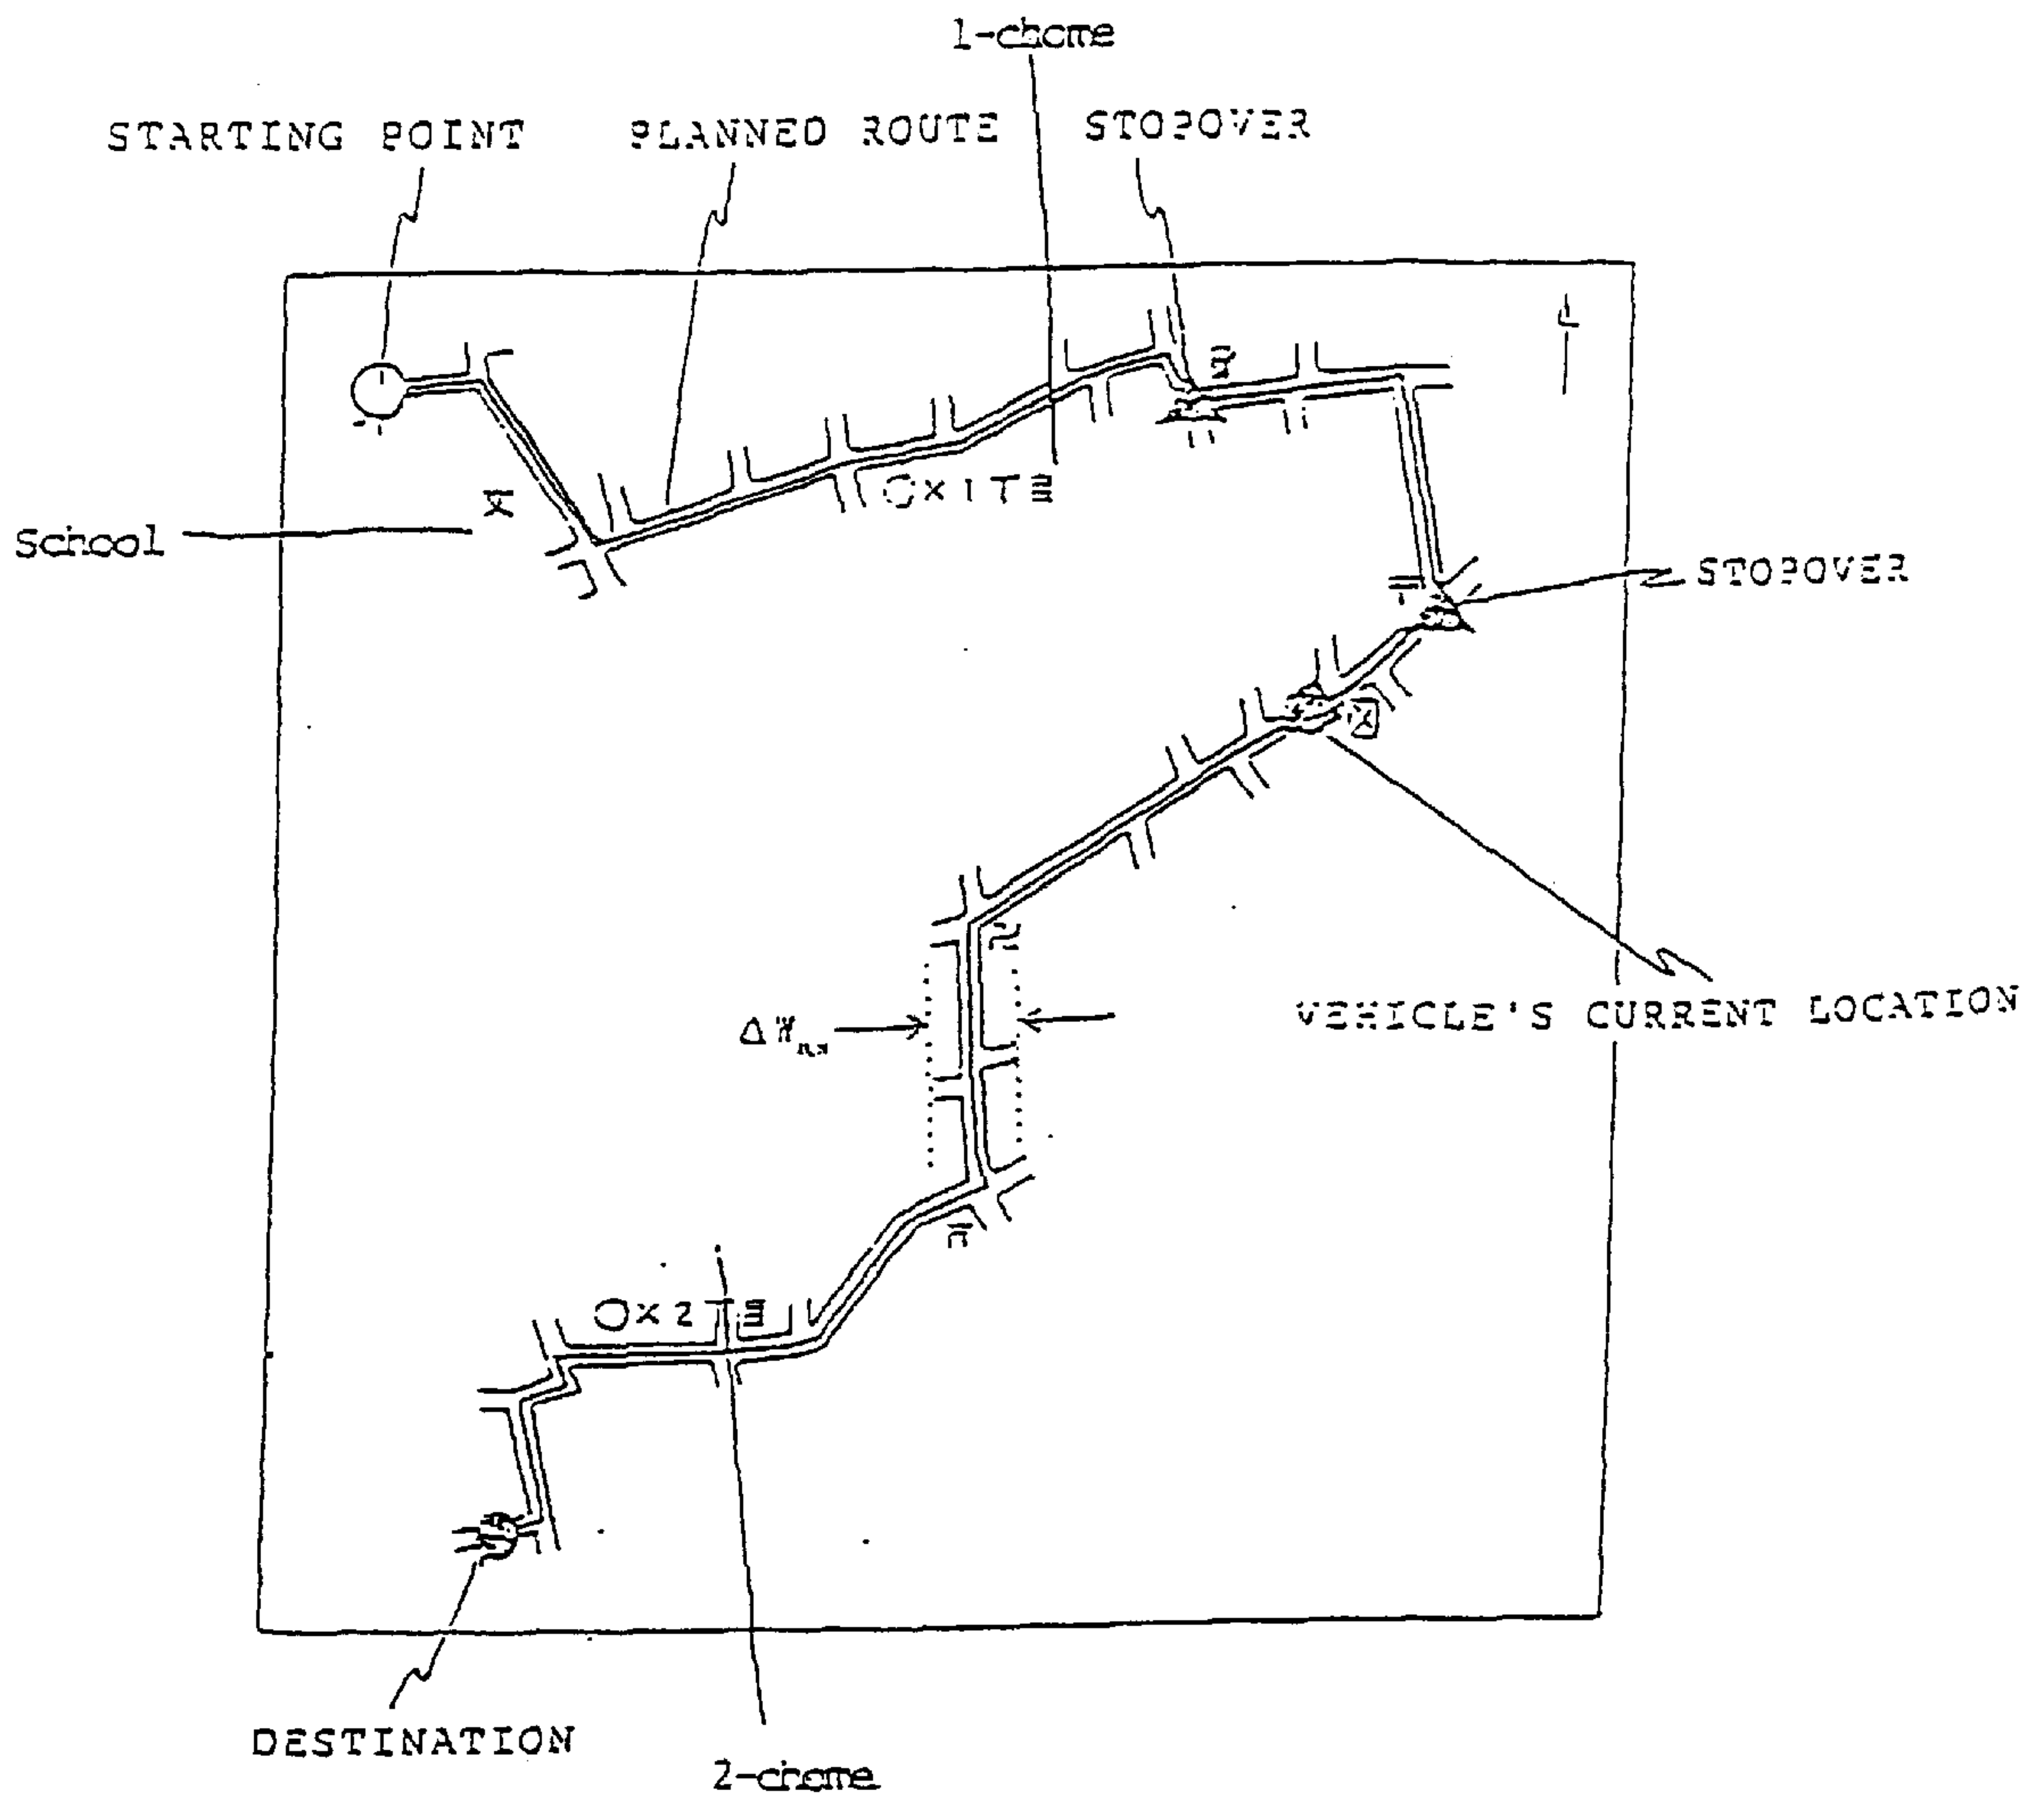 1-chome
STARTING POINT
PLANNED ROUTE
STOPOVER
〇×1丁目
School
STOPOVER
VEHICLE'S CURRENT LOCATION
〇×2丁目
DESTINATION
2-chome